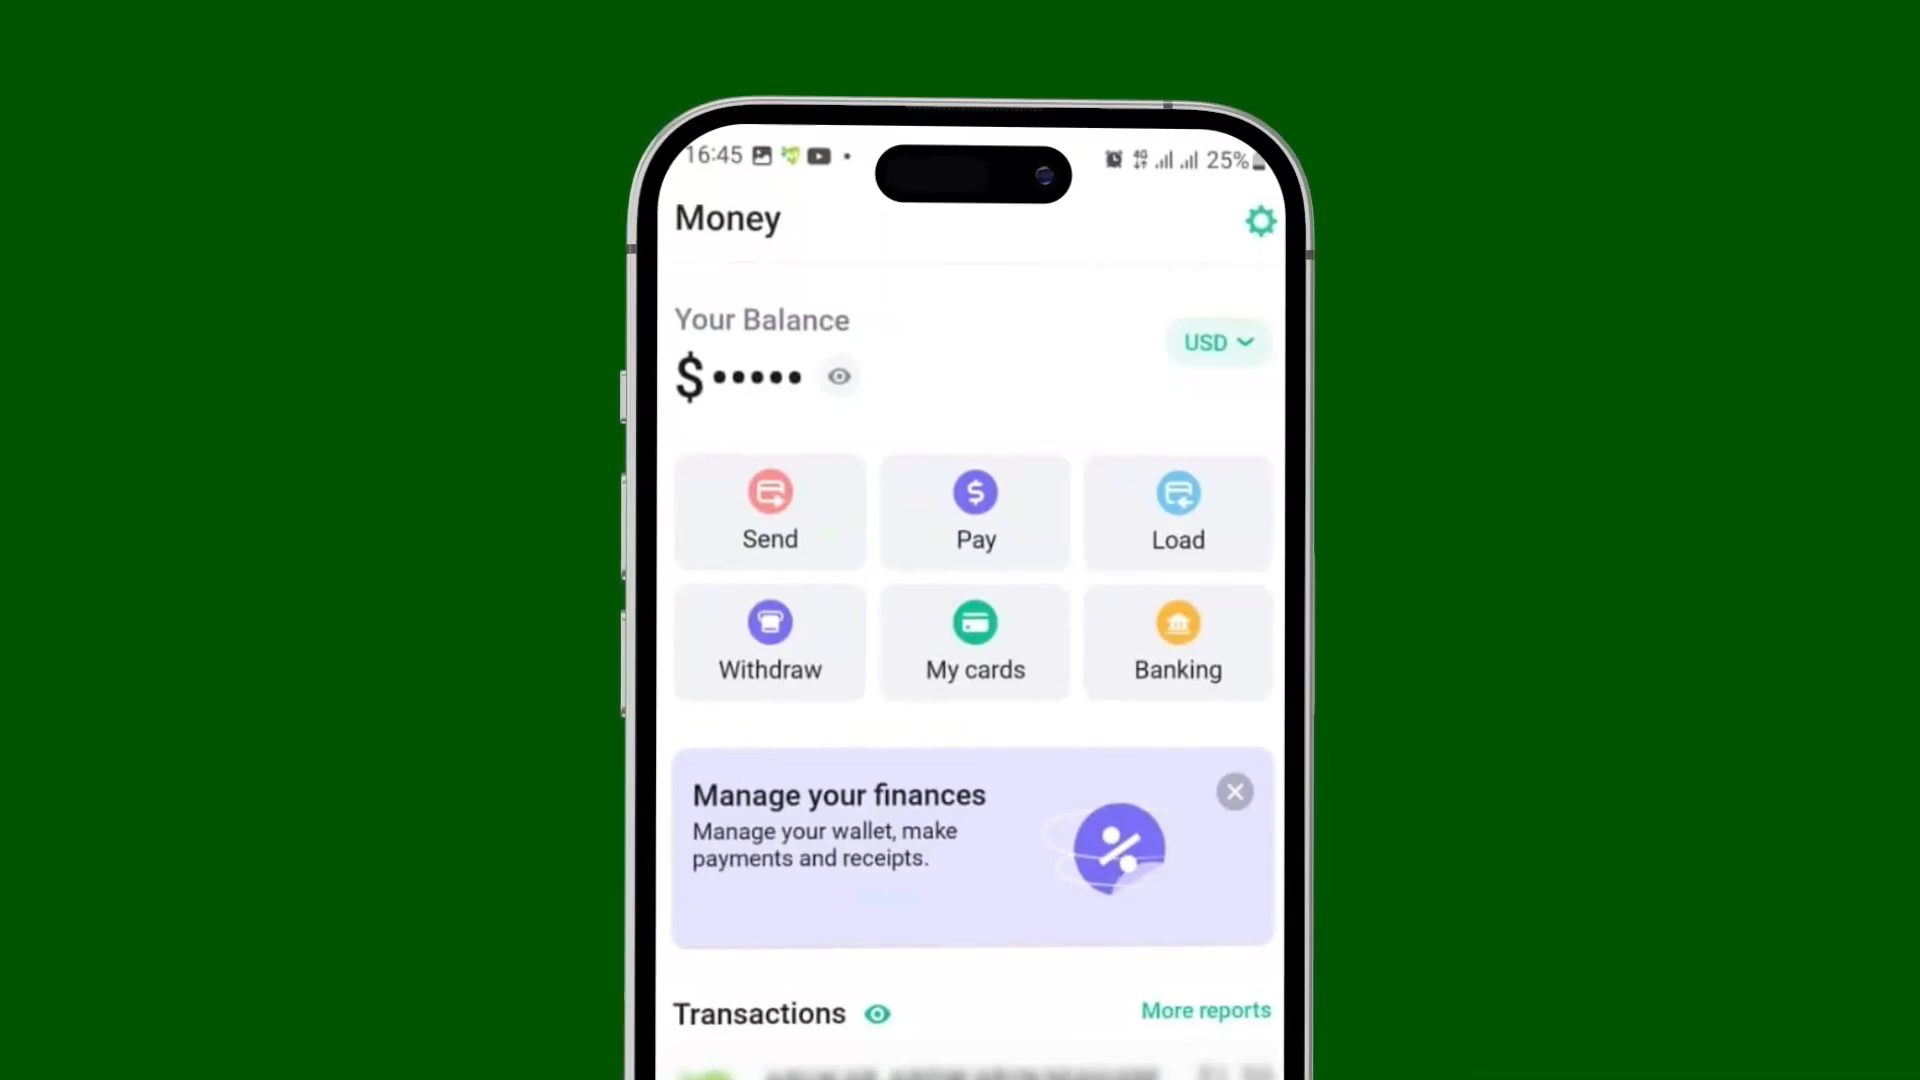 16:45
4G
25%
Money
Your Balance
USD
$•••••
Send
Pay
Load
Withdraw
My cards
Banking
Manage your finances
Manage your wallet, make
payments and receipts.
Transactions
More reports